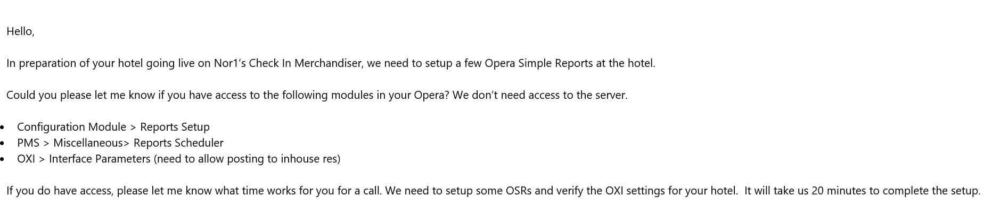 Hello,
In preparation of your hotel going live on Nor1’s Check In Merchandiser, we need to setup a few Opera Simple Reports at the hotel.
Could you please let me know if you have access to the following modules in your Opera? We don’t need access to the server.
• Configuration Module > Reports Setup
• PMS > Miscellaneous> Reports Scheduler
• OXI > Interface Parameters (need to allow posting to inhouse res)
If you do have access, please let me know what time works for you for a call. We need to setup some OSRs and verify the OXI settings for your hotel.  It will take us 20 minutes to complete the setup.